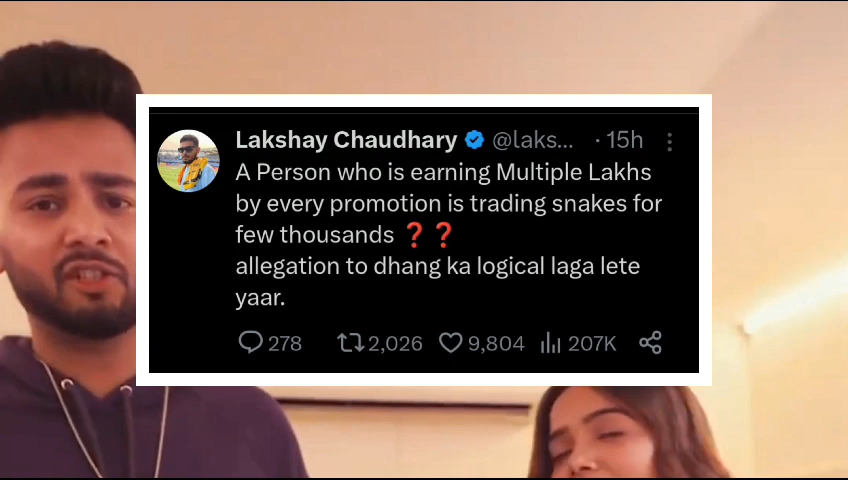 Lakshay Chaudhary @laks... · 15h
A Person who is earning Multiple Lakhs
by every promotion is trading snakes for
few thousands ❓❓
allegation to dhang ka logical laga lete
yaar.
278 2,026 9,804 207K